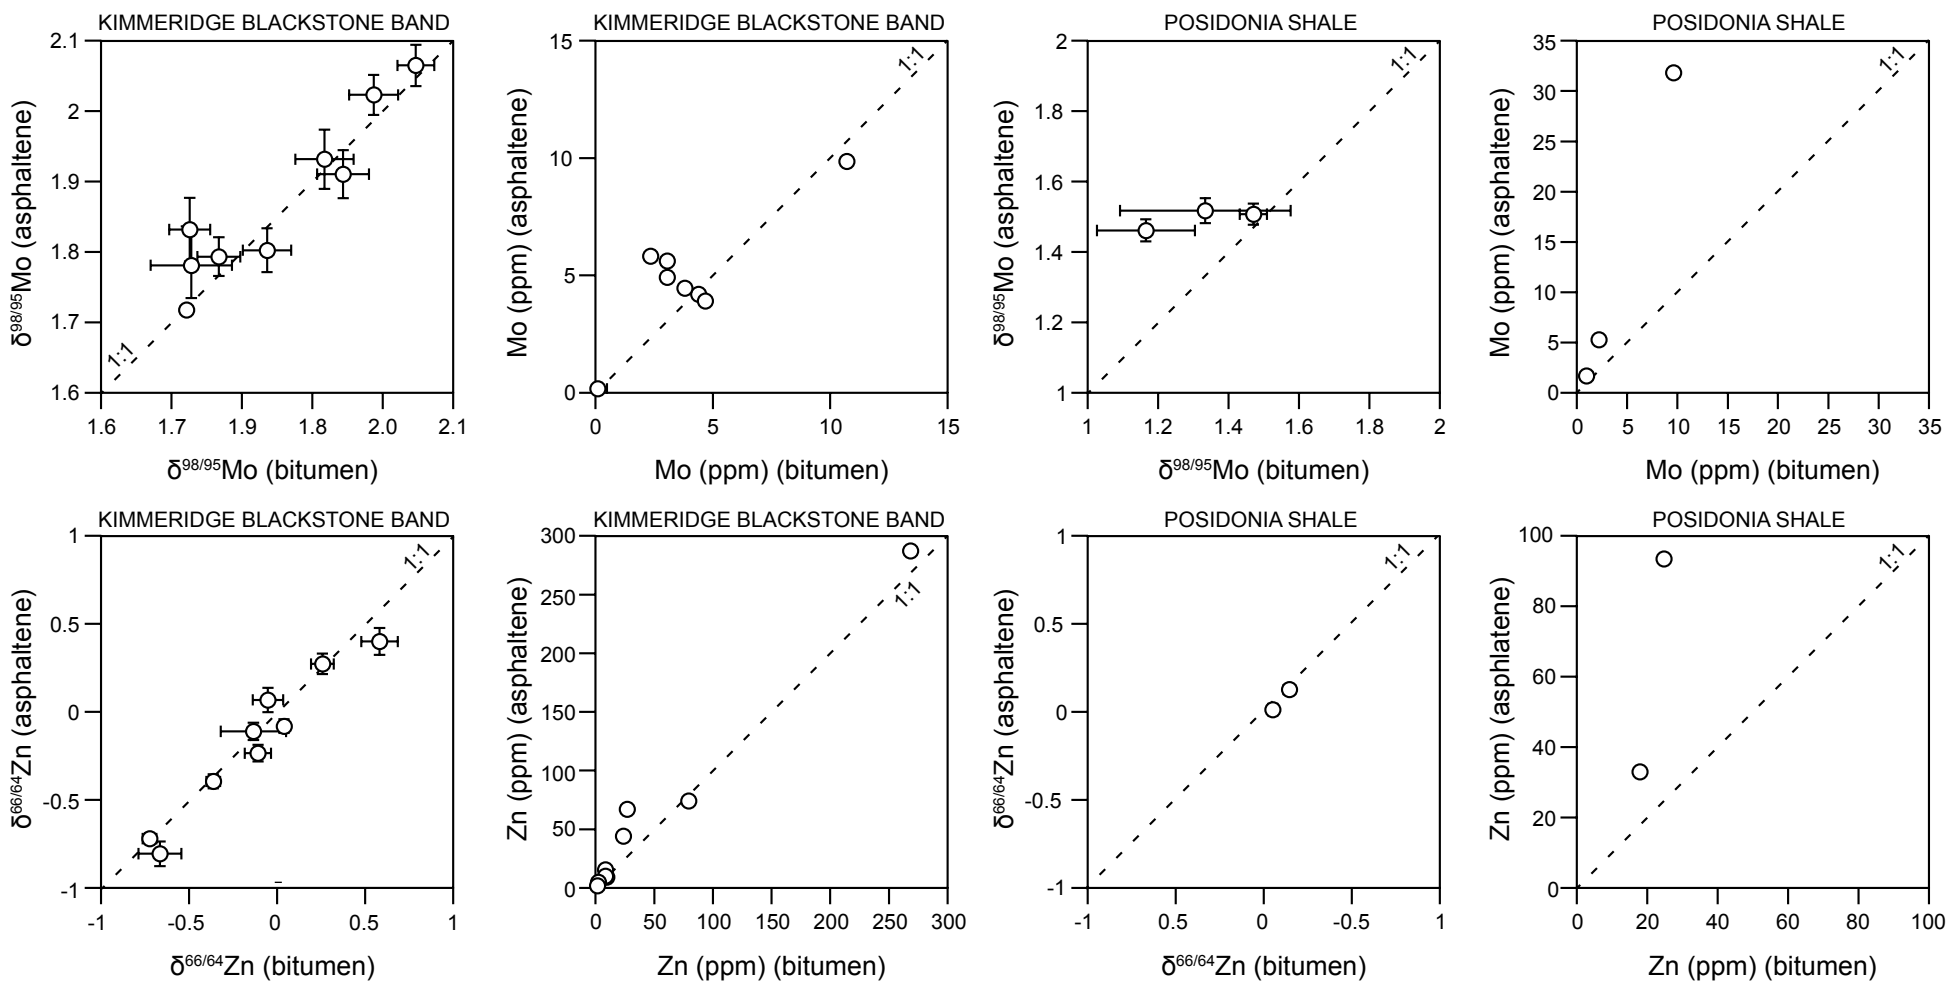 KIMMERIDGE BLACKSTONE BAND
2.1
2
1.9
1.8
1.7
1.6
1.6 1.7 1.9 1.8 2.0 2.1
1:1
δ98/95Mo (asphaltene)
δ98/95Mo (bitumen)
KIMMERIDGE BLACKSTONE BAND
15
10
5
0
0 5 10 15
1:1
Mo (ppm) (asphaltene)
Mo (ppm) (bitumen)
POSIDONIA SHALE
2
1.8
1.6
1.4
1.2
1
1 1.2 1.4 1.6 1.8 2
1:1
δ98/95Mo (asphaltene)
δ98/95Mo (bitumen)
POSIDONIA SHALE
35
30
25
20
15
10
5
0
0 5 10 15 20 25 30 35
1:1
Mo (ppm) (asphaltene)
Mo (ppm) (bitumen)
KIMMERIDGE BLACKSTONE BAND
1
0.5
0
-0.5
-1
-1 -0.5 0 0.5 1
1:1
δ66/64Zn (asphaltene)
δ66/64Zn (bitumen)
KIMMERIDGE BLACKSTONE BAND
300
250
200
150
100
50
0
0 50 100 150 200 250 300
1:1
Zn (ppm) (asphaltene)
Zn (ppm) (bitumen)
POSIDONIA SHALE
1
0.5
0
-0.5
-1
-1 0.5 0 -0.5 1
1:1
δ66/64Zn (asphaltene)
δ66/64Zn (bitumen)
POSIDONIA SHALE
100
80
60
40
20
0
0 20 40 60 80 100
1:1
Zn (ppm) (asphlatene)
Zn (ppm) (bitumen)